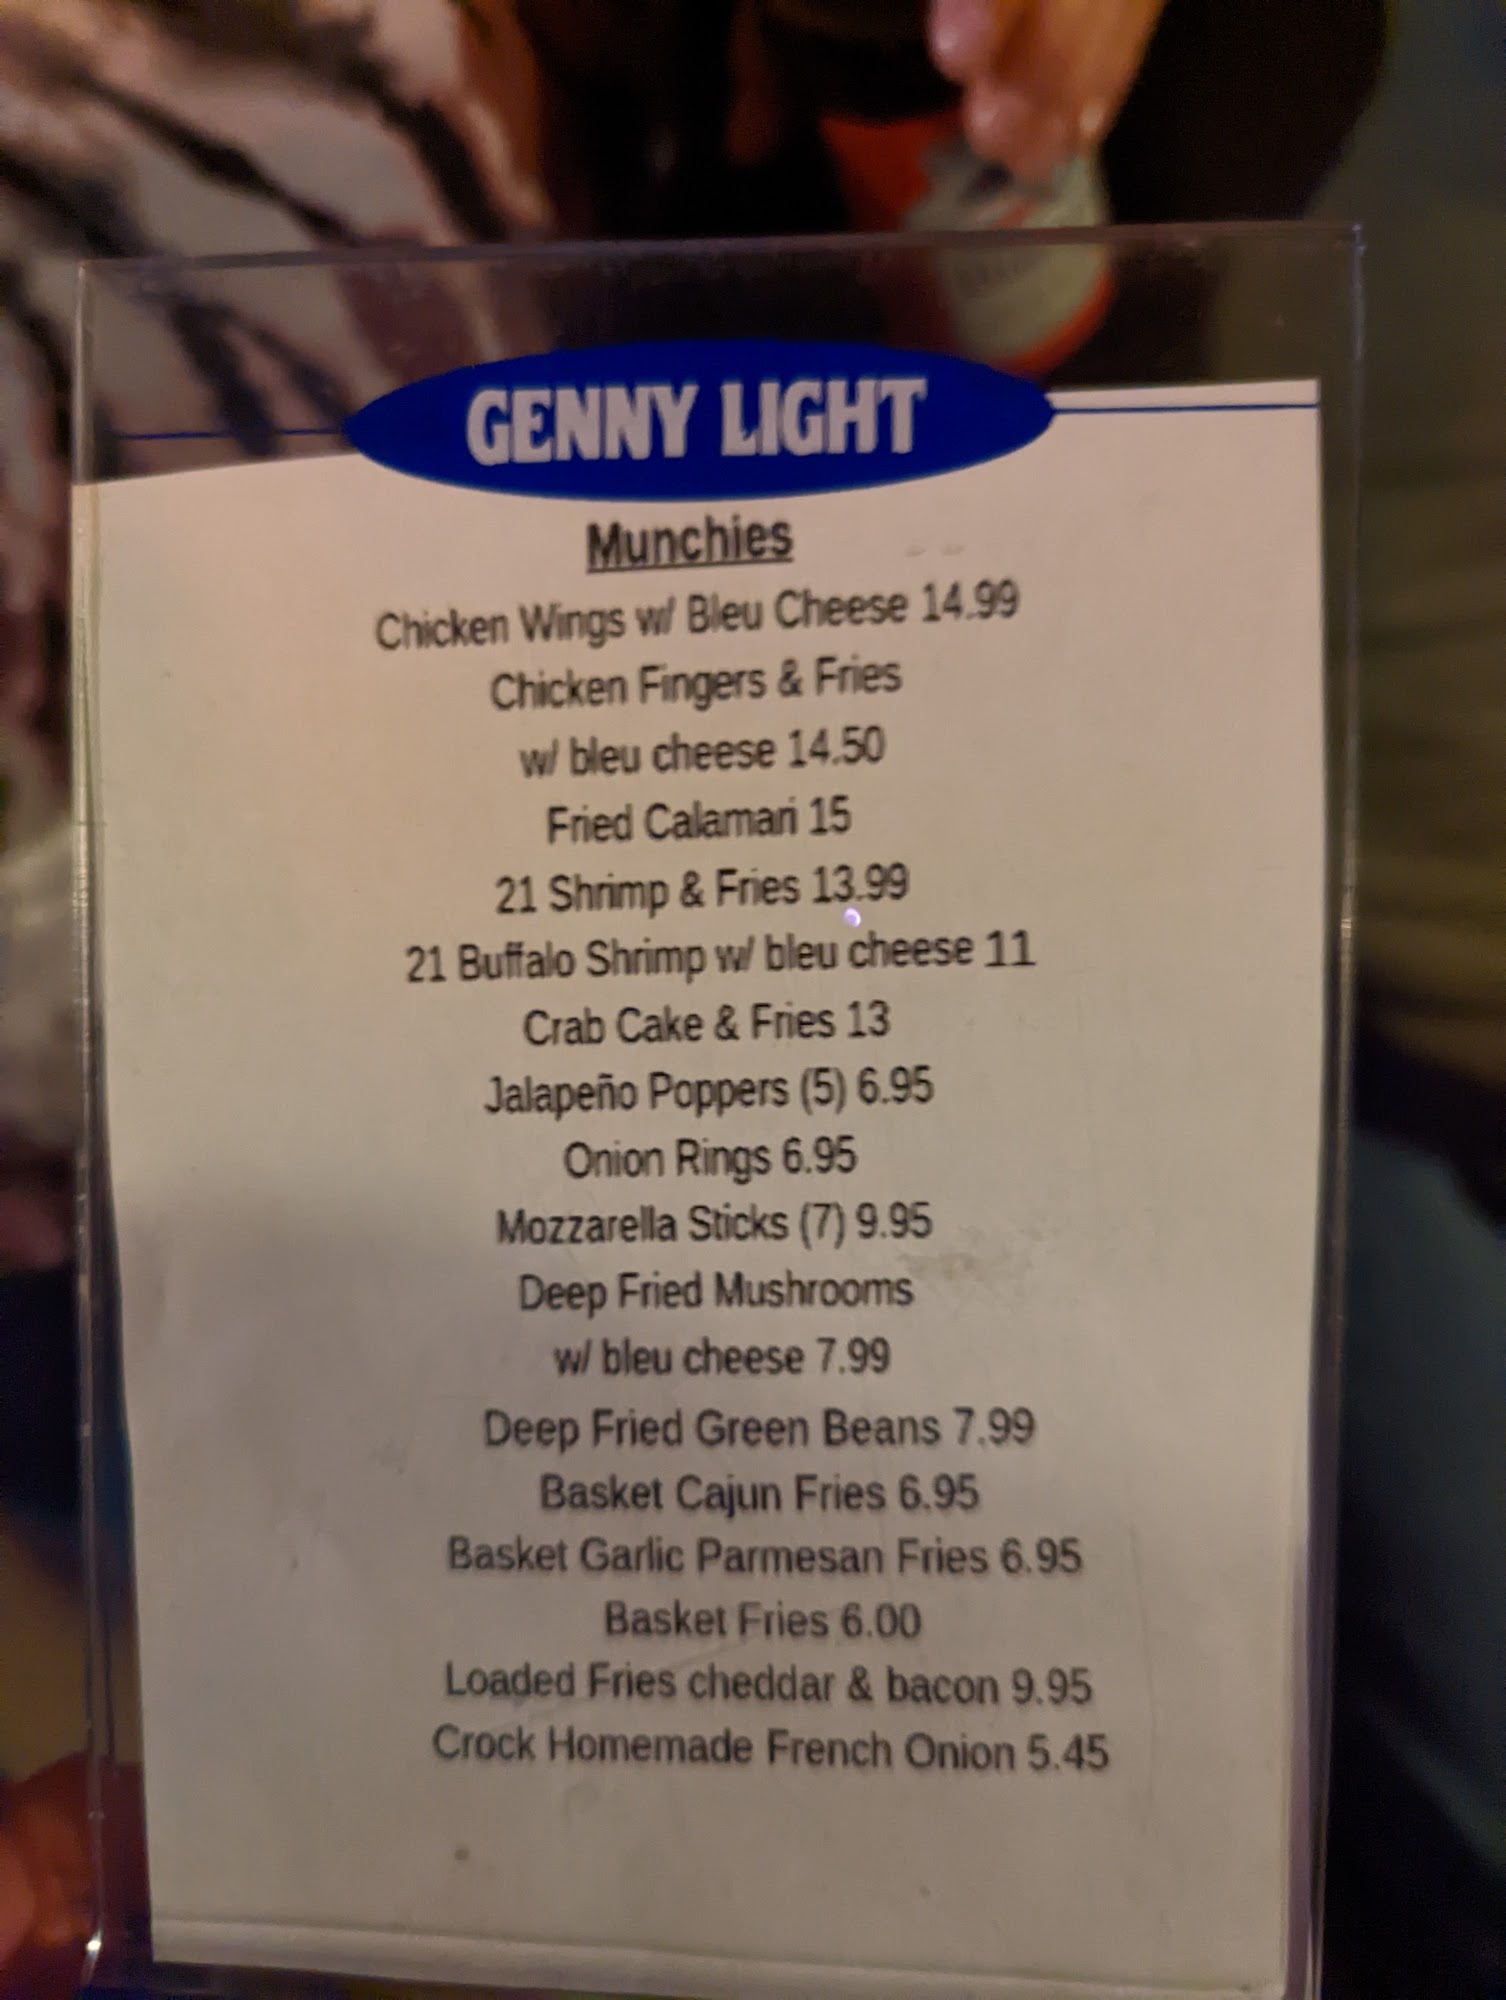 GENNY LIGHT
Munchies
Chicken Wings w/ Bleu Cheese 14.99
Chicken Fingers & Fries
w/ bleu cheese 14.50
Fried Calamari 15
21 Shrimp & Fries 13.99
21 Buffalo Shrimp w/ bleu cheese 11
Crab Cake & Fries 13
Jalapeño Poppers (5) 6.95
Onion Rings 6.95
Mozzarella Sticks (7) 9.95
Deep Fried Mushrooms
w/ bleu cheese 7.99
Deep Fried Green Beans 7.99
Basket Cajun Fries 6.95
Basket Garlic Parmesan Fries 6.95
Basket Fries 6.00
Loaded Fries cheddar & bacon 9.95
Crock Homemade French Onion 5.45